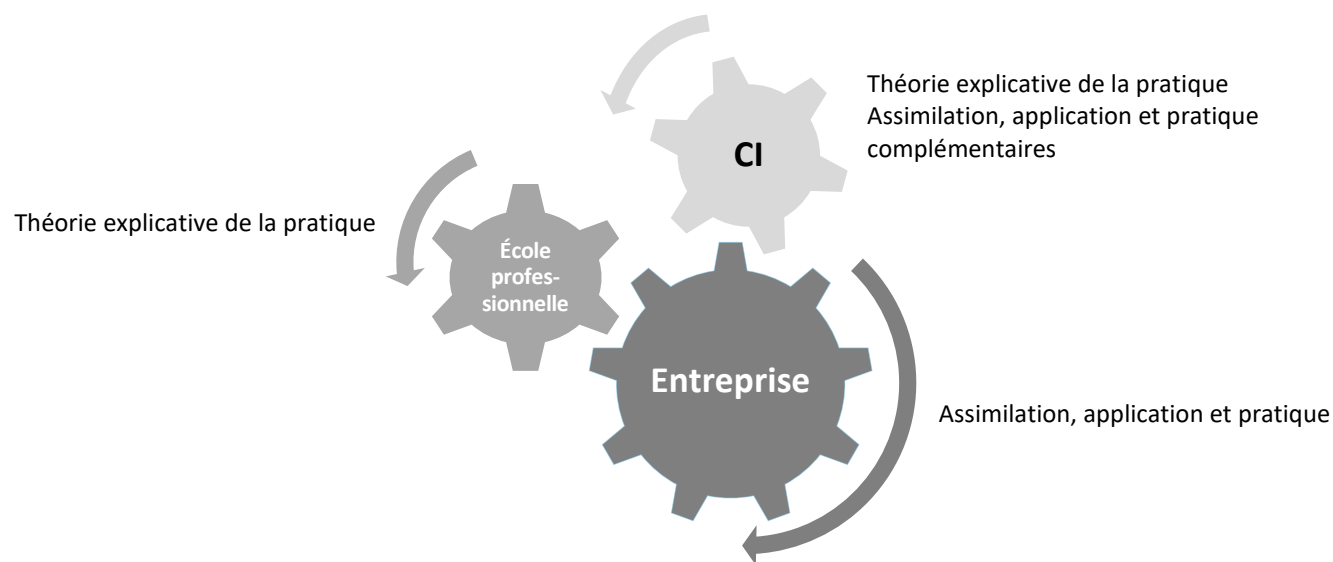 Théorie explicative de la pratique
Assimilation, application et pratique
complémentaires
CI
Théorie explicative de la pratique
École
profes-
sionnelle
Entreprise
Assimilation, application et pratique